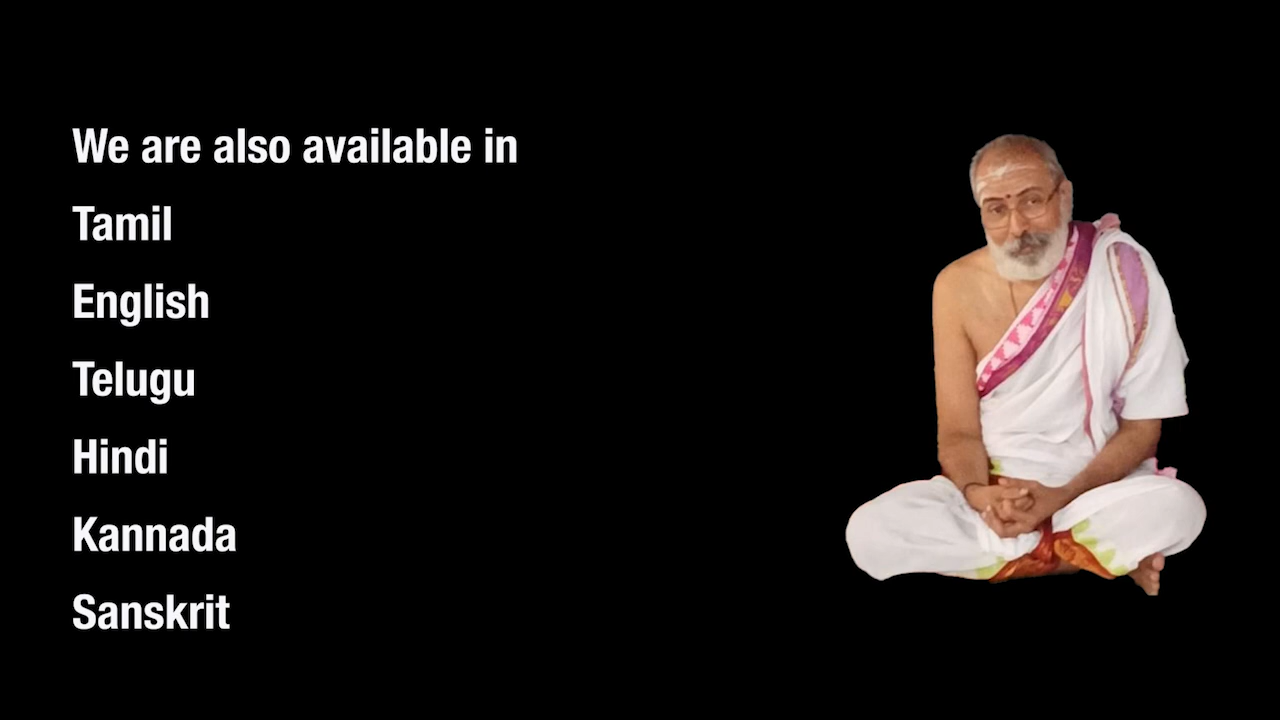 We are also available in
Tamil
English
Telugu
Hindi
Kannada
Sanskrit